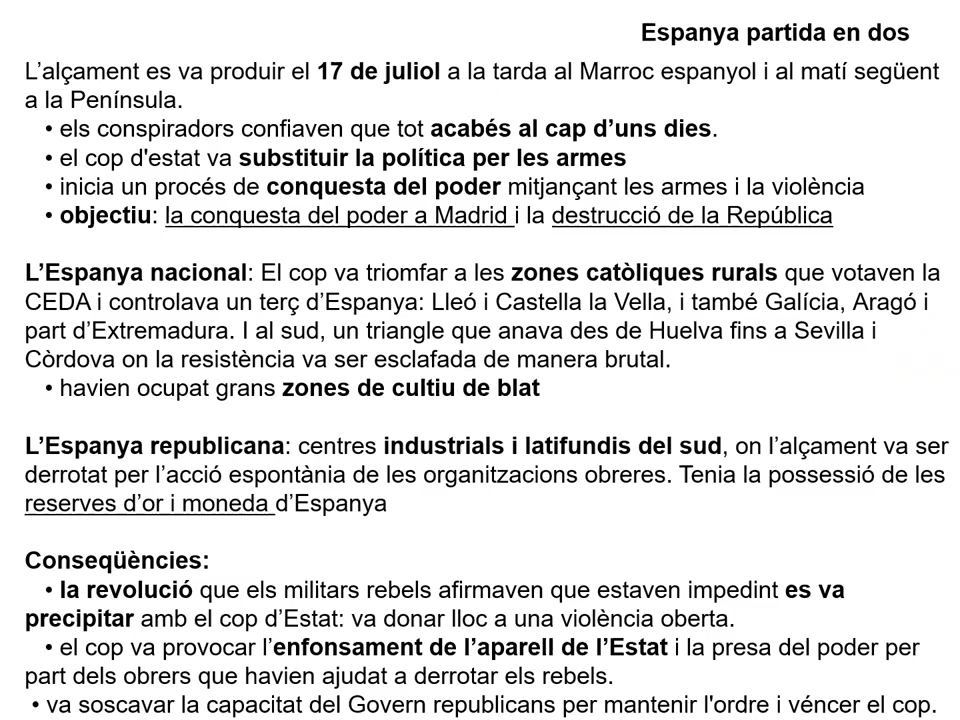 Espanya partida en dos
L’alçament es va produir el 17 de juliol a la tarda al Marroc espanyol i al matí següent
a la Península.
• els conspiradors confiaven que tot acabés al cap d’uns dies.
• el cop d'estat va substituir la política per les armes
• inicia un procés de conquesta del poder mitjançant les armes i la violència
• objectiu: la conquesta del poder a Madrid i la destrucció de la República
L’Espanya nacional: El cop va triomfar a les zones catòliques rurals que votaven la
CEDA i controlava un terç d’Espanya: Lleó i Castella la Vella, i també Galícia, Aragó i
part d’Extremadura. I al sud, un triangle que anava des de Huelva fins a Sevilla i
Còrdova on la resistència va ser esclafada de manera brutal.
• havien ocupat grans zones de cultiu de blat
L’Espanya republicana: centres industrials i latifundis del sud, on l’alçament va ser
derrotat per l’acció espontània de les organitzacions obreres. Tenia la possessió de les
reserves d’or i moneda d’Espanya
Conseqüències:
• la revolució que els militars rebels afirmaven que estaven impedint es va
precipitar amb el cop d’Estat: va donar lloc a una violència oberta.
• el cop va provocar l’enfonsament de l’aparell de l’Estat i la presa del poder per
part dels obrers que havien ajudat a derrotar els rebels.
• va soscavar la capacitat del Govern republicans per mantenir l'ordre i véncer el cop.